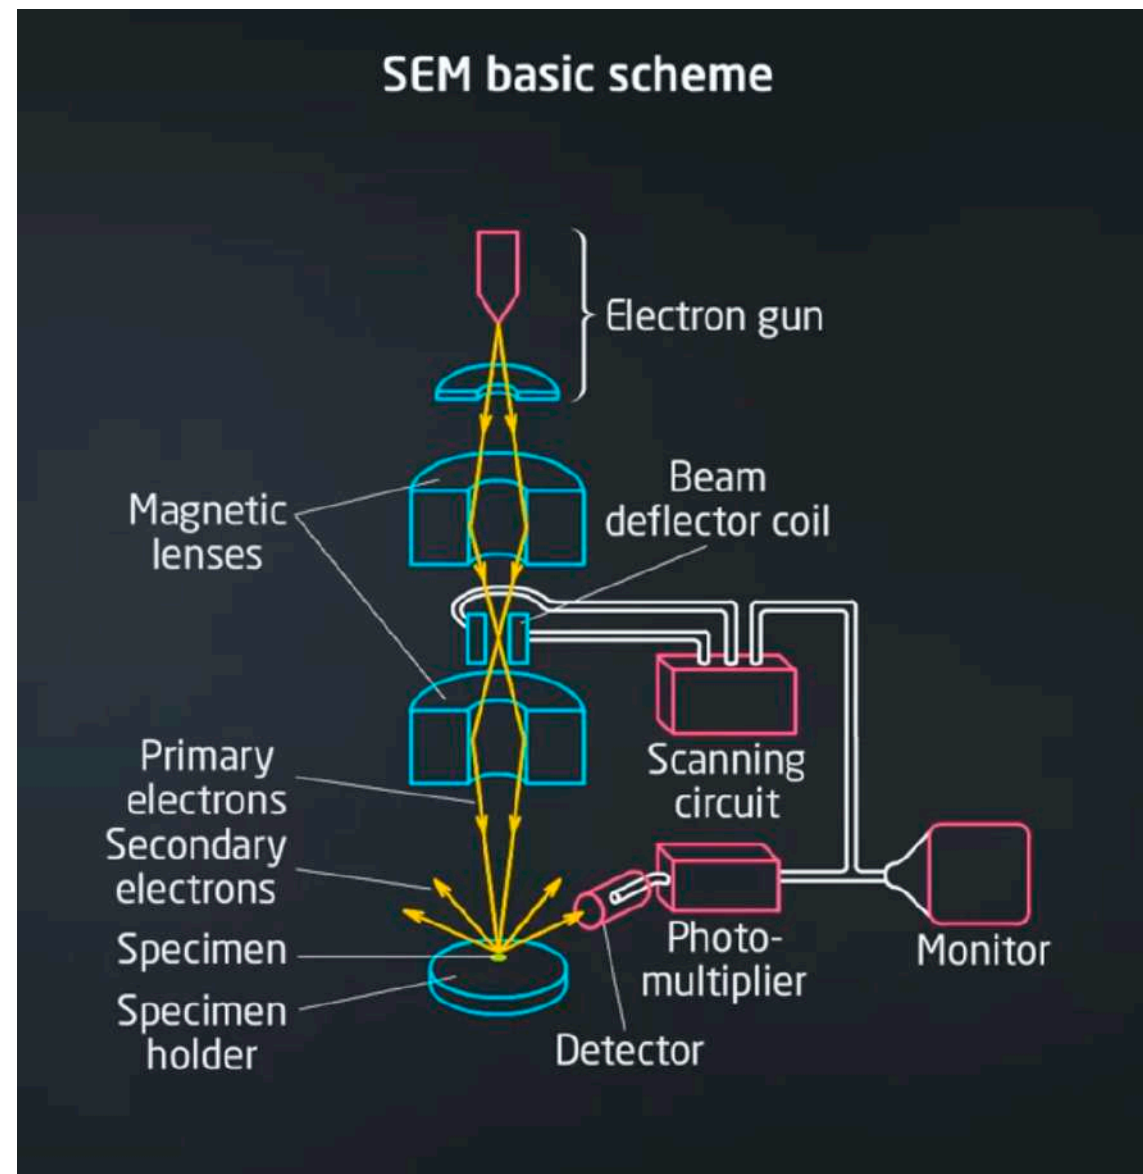 SEM basic scheme
Electron gun
Beam
deflector coil
Magnetic
lenses
Scanning
circuit
Primary
electrons
Secondary
electrons
Specimen
Specimen
holder
Photo-
multiplier
Monitor
Detector